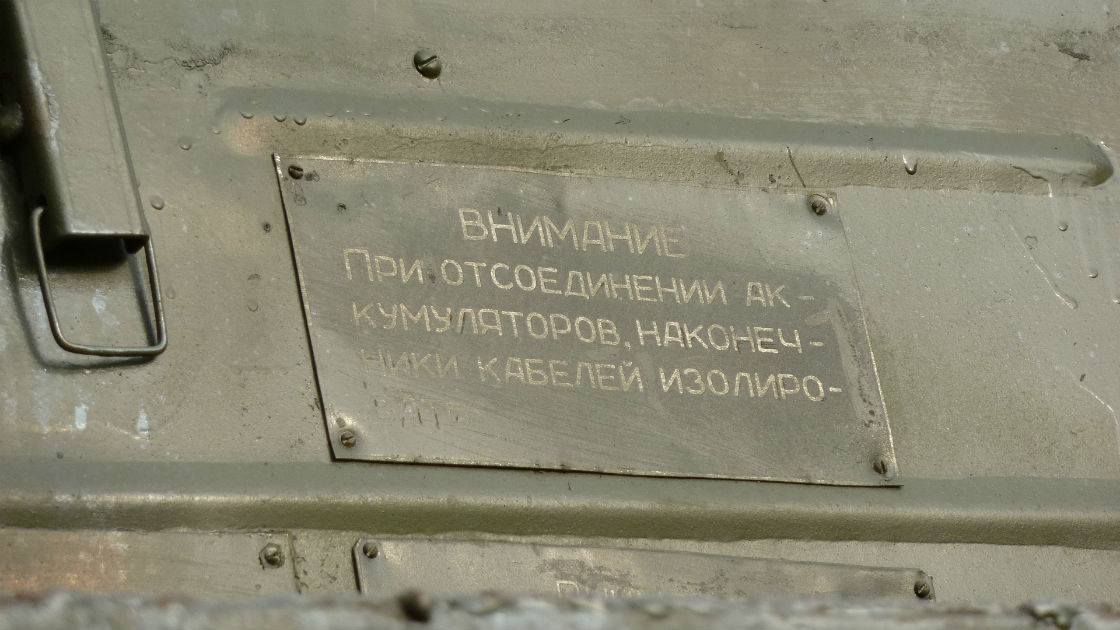 ВНИМАНИЕ
При отсоединении ак-
кумуляторов, наконеч-
ники кабелей изолиро-